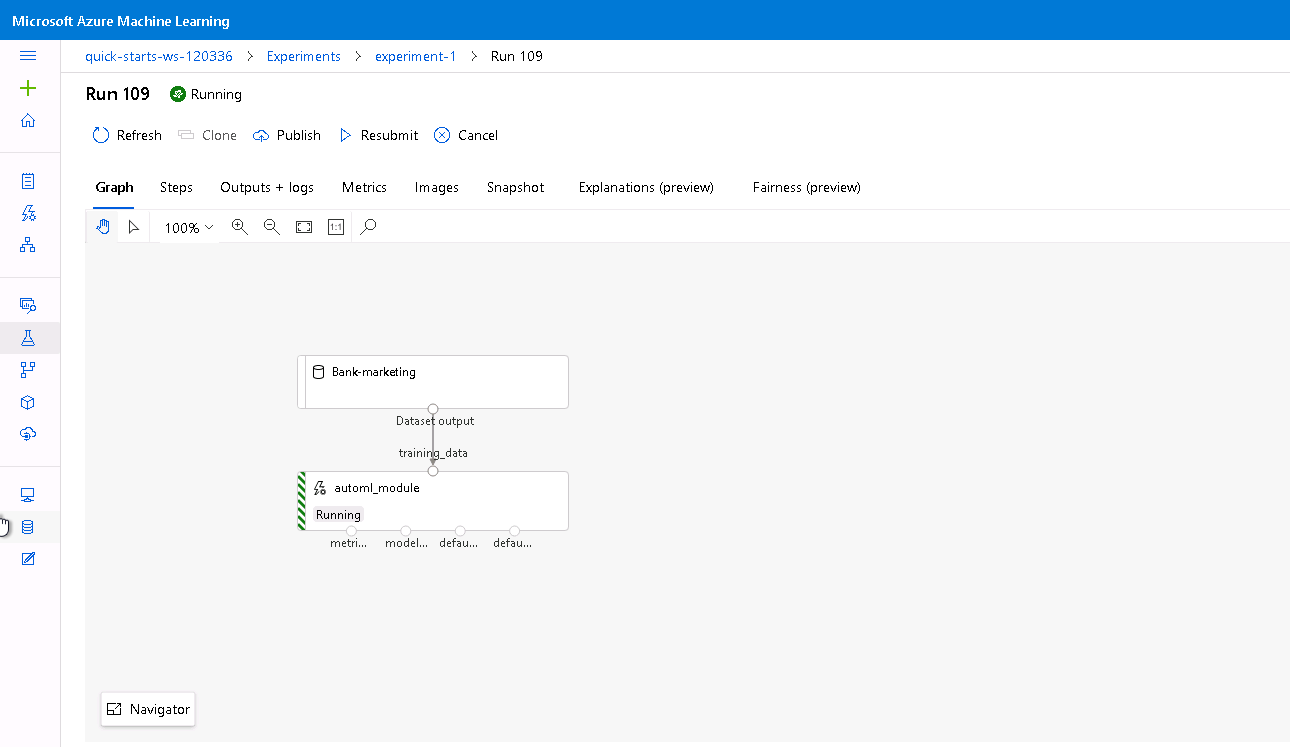 Microsoft Azure Machine Learning
quick-starts-ws-120336 > Experiments > experiment-1 > Run 109
Run 109 Running
Refresh Clone Publish Resubmit Cancel
Graph Steps Outputs + logs Metrics Images Snapshot Explanations (preview) Fairness (preview)
100% 1:1
Bank-marketing
Dataset output
training_data
automl_module
Running
metri... model... defau... defau...
Navigator